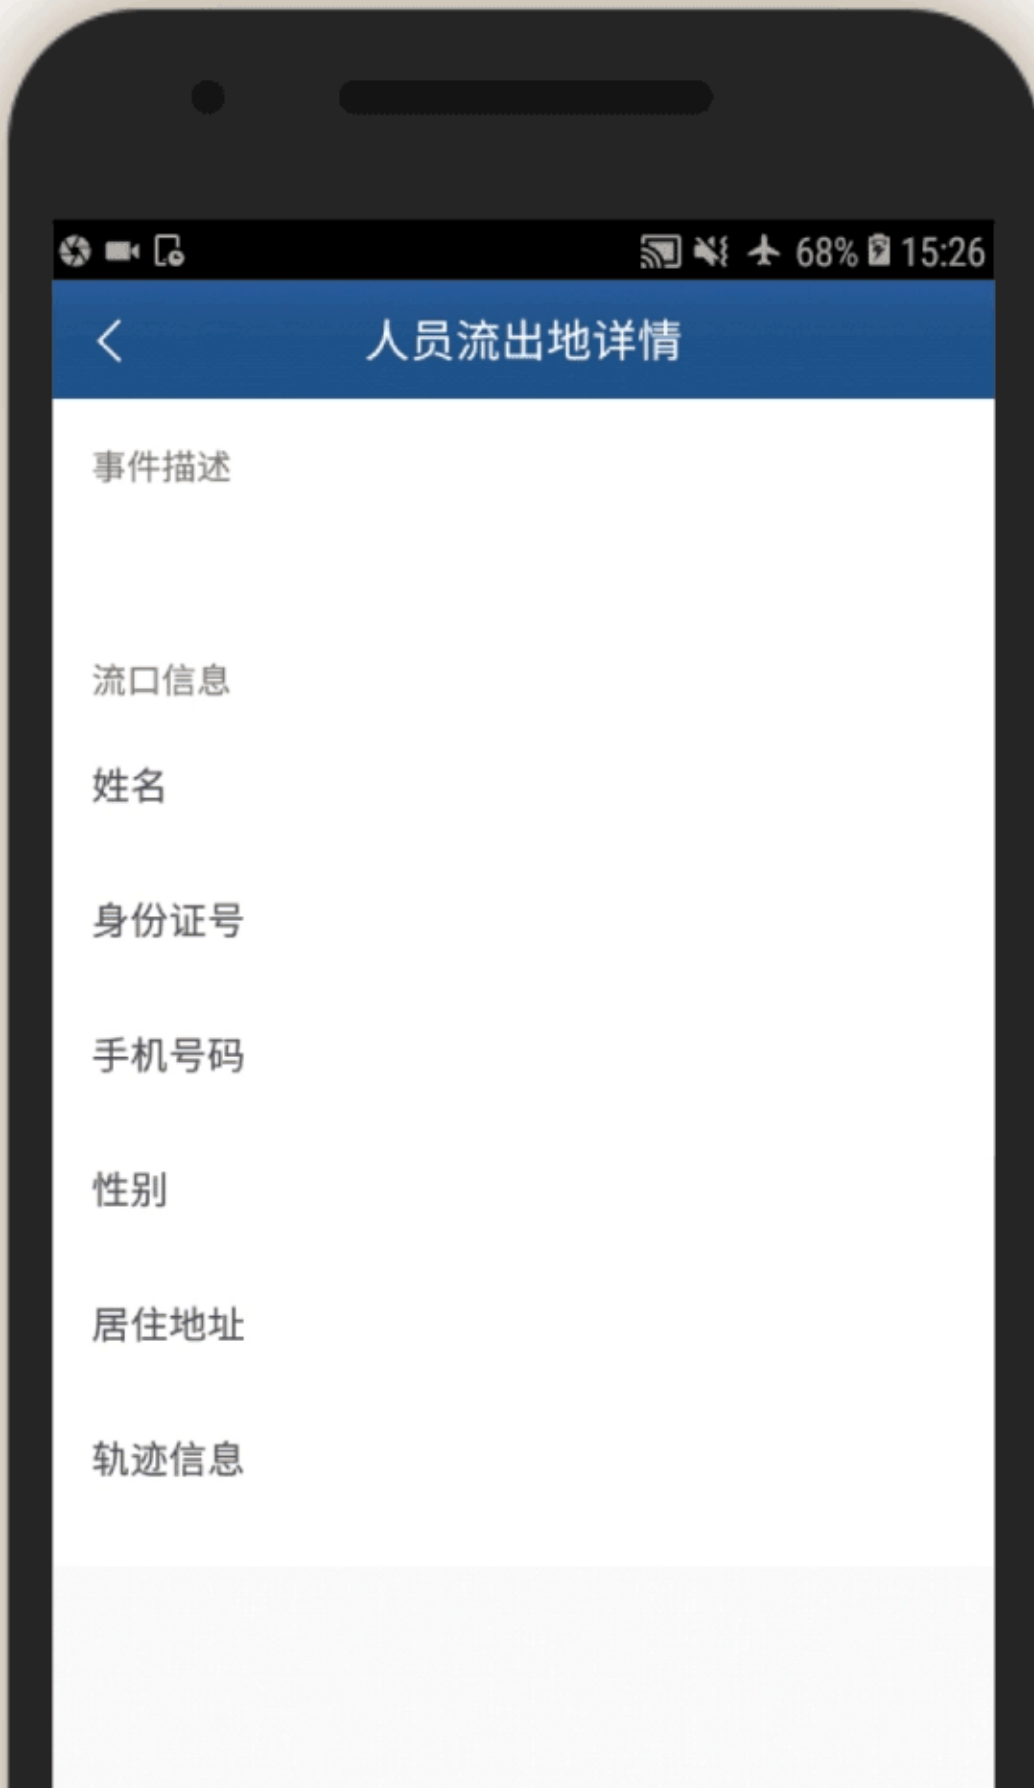 68% 15:26
人员流出地详情
事件描述
流口信息
姓名
身份证号
手机号码
性别
居住地址
轨迹信息